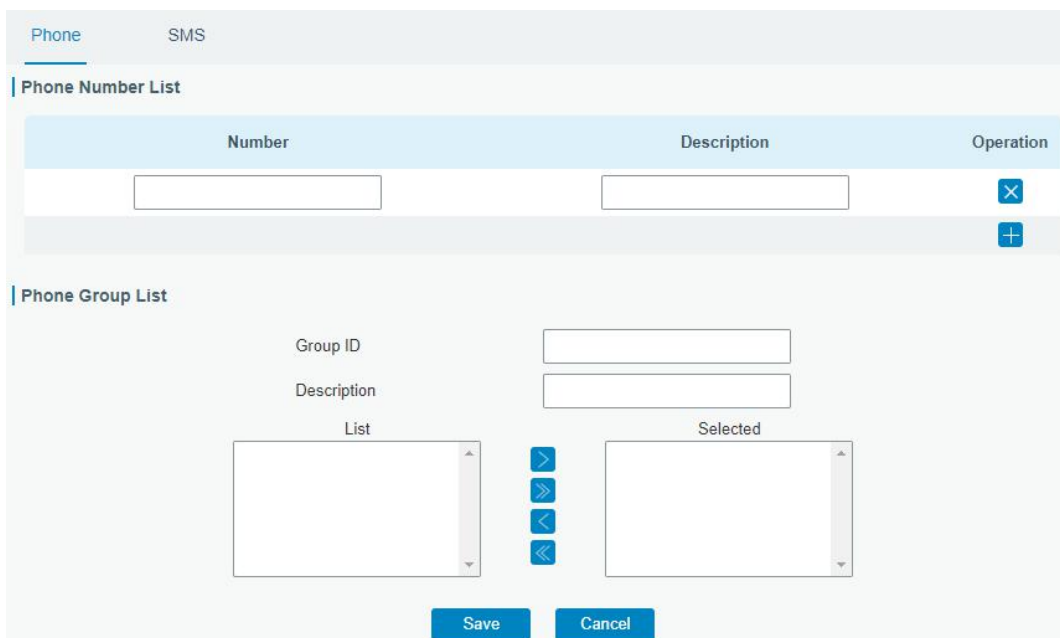 Phone SMS
Phone Number List
Number Description Operation
Phone Group List
Group ID
Description
List Selected
Save Cancel